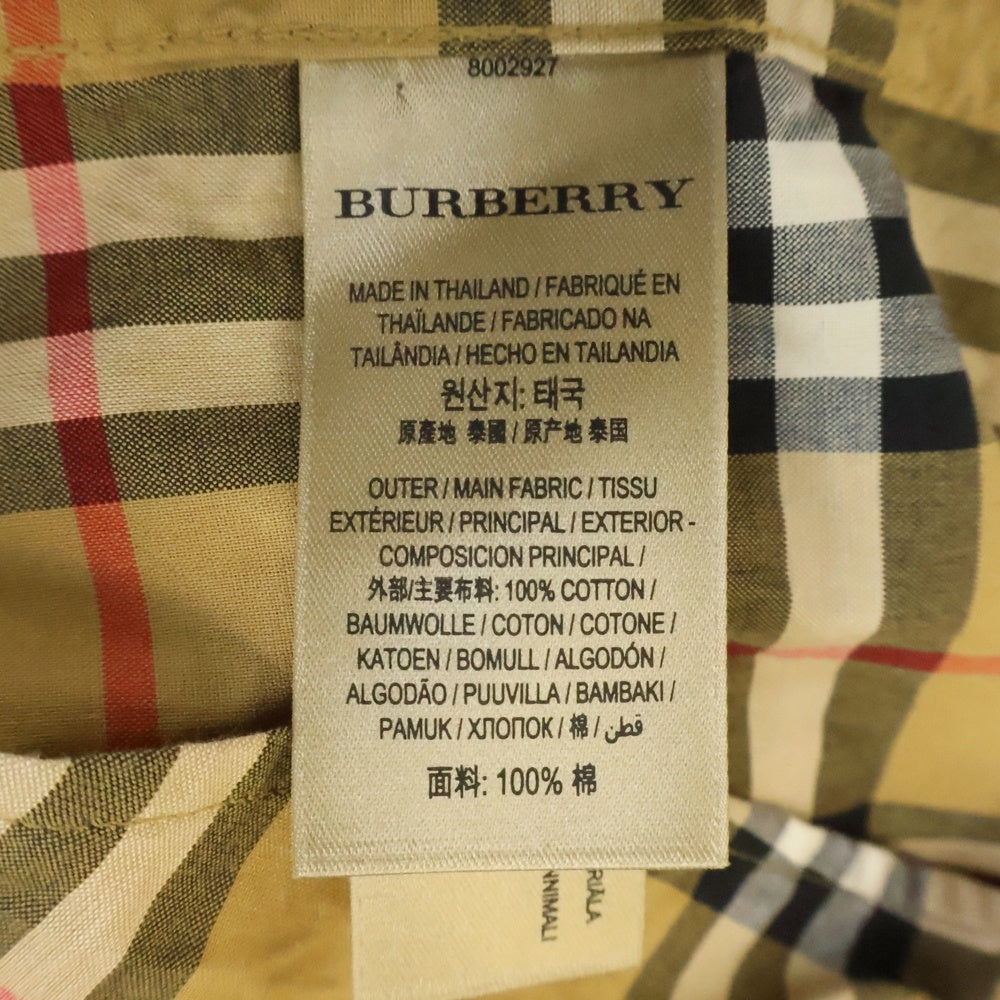 8002927
BURBERRY
MADE IN THAILAND / FABRIQUÉ EN
THAÏLANDE / FABRICADO NA
TAILÂNDIA / HECHO EN TAILANDIA
원산지: 태국
原產地 泰國 / 原产地 泰国
OUTER / MAIN FABRIC / TISSU
EXTÉRIEUR / PRINCIPAL / EXTERIOR -
COMPOSICION PRINCIPAL /
外部/主要布料: 100% COTTON /
BAUMWOLLE / COTON / COTONE /
KATOEN / BOMULL / ALGODÓN /
ALGODÃO / PUUVILLA / BAMBAKI /
PAMUK / ХЛОПОК / 棉 / قطن
面料: 100% 棉